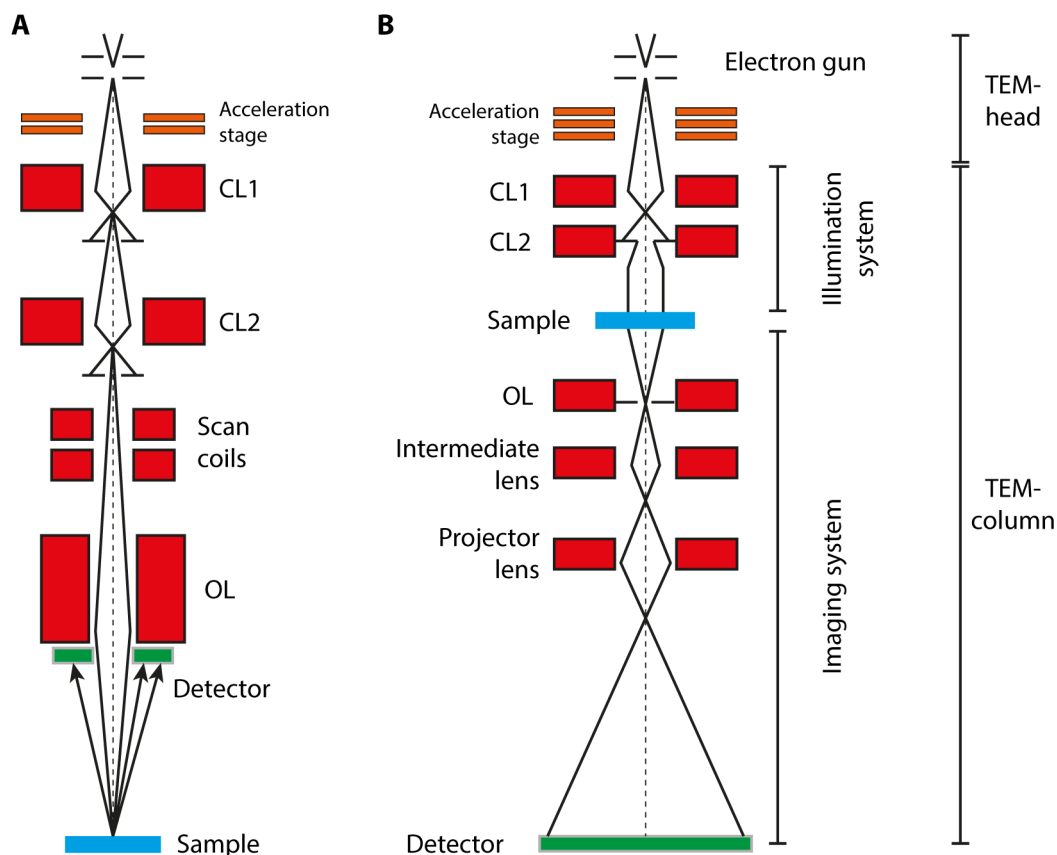 A
Acceleration
stage
CL1
CL2
Scan
coils
OL
Detector
Sample
B
Electron gun
Acceleration
stage
CL1
CL2
Sample
OL
Intermediate
lens
Projector
lens
Detector
Illumination
system
Imaging system
TEM-
head
TEM-
column